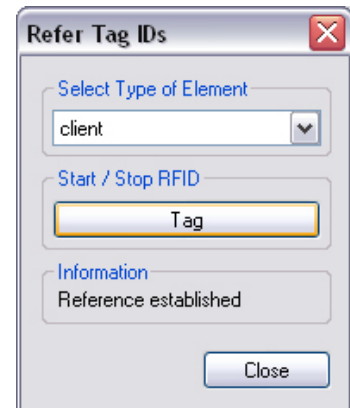 Refer Tag IDs
Select Type of Element
client
Start / Stop RFID
Tag
Information
Reference established
Close